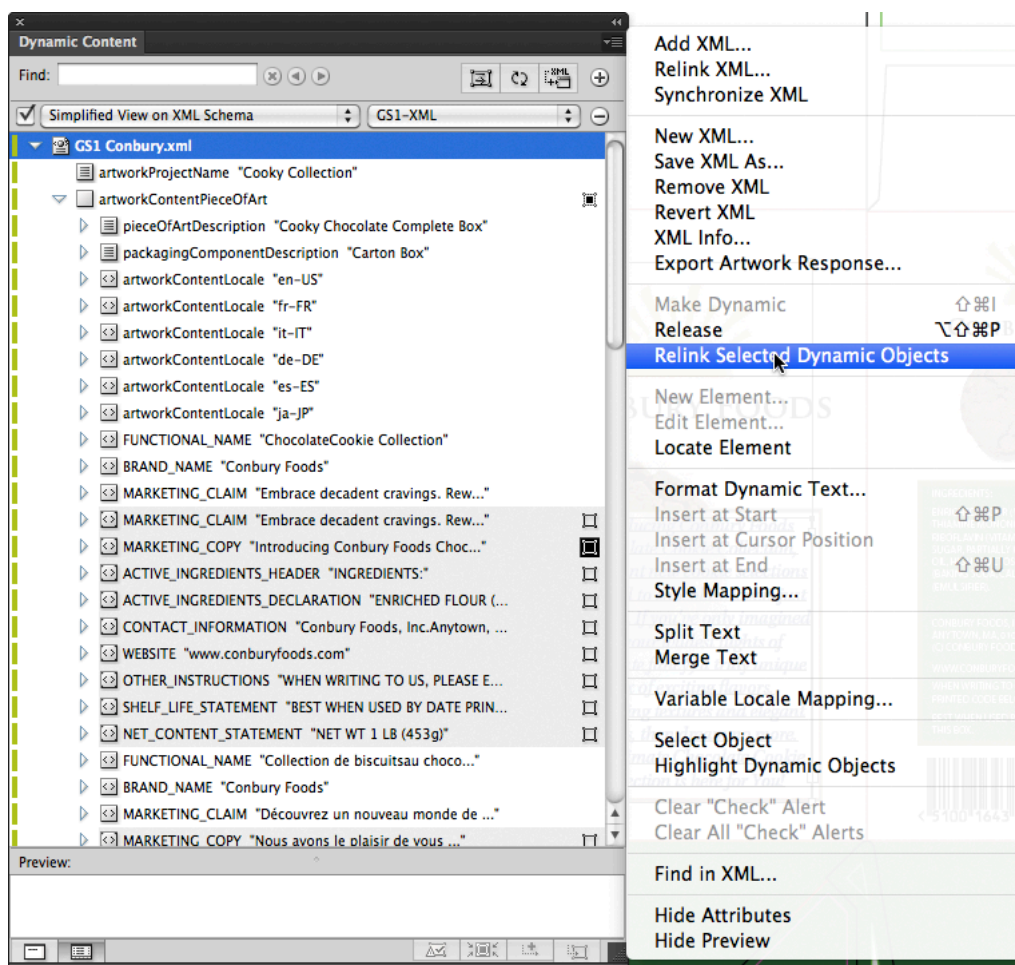 Dynamic Content
Find:
XML
Simplified View on XML Schema
GS1-XML
GS1 Conbury.xml
artworkProjectName "Cooky Collection"
artworkContentPieceOfArt
pieceOfArtDescription "Cooky Chocolate Complete Box"
packagingComponentDescription "Carton Box"
artworkContentLocale "en-US"
artworkContentLocale "fr-FR"
artworkContentLocale "it-IT"
artworkContentLocale "de-DE"
artworkContentLocale "es-ES"
artworkContentLocale "ja-JP"
FUNCTIONAL_NAME "ChocolateCookie Collection"
BRAND_NAME "Conbury Foods"
MARKETING_CLAIM "Embrace decadent cravings. Rew..."
MARKETING_CLAIM "Embrace decadent cravings. Rew..."
MARKETING_COPY "Introducing Conbury Foods Choc..."
ACTIVE_INGREDIENTS_HEADER "INGREDIENTS:"
ACTIVE_INGREDIENTS_DECLARATION "ENRICHED FLOUR (...
CONTACT_INFORMATION "Conbury Foods, Inc.Anytown, ...
WEBSITE "www.conburyfoods.com"
OTHER_INSTRUCTIONS "WHEN WRITING TO US, PLEASE E...
SHELF_LIFE_STATEMENT "BEST WHEN USED BY DATE PRIN...
NET_CONTENT_STATEMENT "NET WT 1 LB (453g)"
FUNCTIONAL_NAME "Collection de biscuitsau choco..."
BRAND_NAME "Conbury Foods"
MARKETING_CLAIM "Découvrez un nouveau monde de ..."
MARKETING COPY "Nous avons le plaisir de vous ..."
Preview:
Add XML...
Relink XML...
Synchronize XML
New XML...
Save XML As...
Remove XML
Revert XML
XML Info...
Export Artwork Response...
Make Dynamic ⇧⌘I
Release ⌥⇧⌘P
Relink Selected Dynamic Objects
New Element...
Edit Element...
Locate Element
Format Dynamic Text...
Insert at Start ⇧⌘P
Insert at Cursor Position
Insert at End ⇧⌘U
Style Mapping...
Split Text
Merge Text
Variable Locale Mapping...
Select Object
Highlight Dynamic Objects
Clear "Check" Alert
Clear All "Check" Alerts
Find in XML...
Hide Attributes
Hide Preview